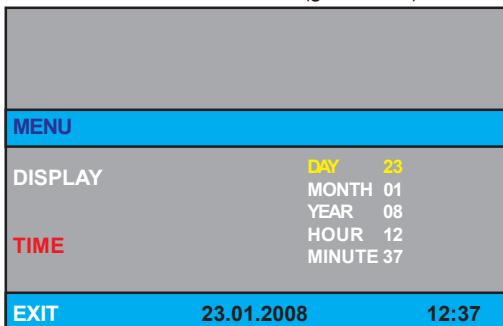 MENU
DISPLAY
TIME
DAY 23
MONTH 01
YEAR 08
HOUR 12
MINUTE 37
EXIT 23.01.2008 12:37